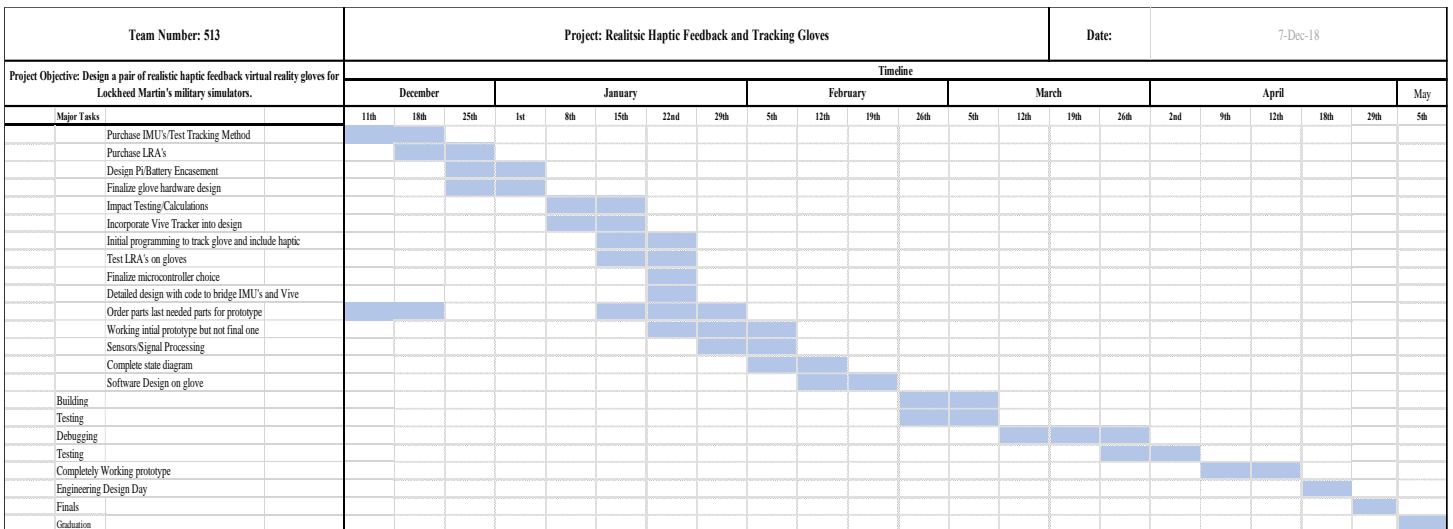 Team Number: 513
Project: Realitsic Haptic Feedback and Tracking Gloves
Date:
7-Dec-18
Project Objective: Design a pair of realistic haptic feedback virtual reality gloves for
Lockheed Martin's military simulators.
Timeline
December January February March April May
Major Tasks 11th 18th 25th 1st 8th 15th 22nd 29th 5th 12th 19th 26th 5th 12th 19th 26th 2nd 9th 12th 18th 29th 5th
Purchase IMU's/Test Tracking Method
Purchase LRA's
Design Pi/Battery Encasement
Finalize glove hardware design
Impact Testing/Calculations
Incorporate Vive Tracker into design
Initial programming to track glove and include haptic
Test LRA's on gloves
Finalize microcontroller choice
Detailed design with code to bridge IMU's and Vive
Order parts last needed parts for prototype
Working intial prototype but not final one
Sensors/Signal Processing
Complete state diagram
Software Design on glove
Building
Testing
Debugging
Testing
Completely Working prototype
Engineering Design Day
Finals
Graduation